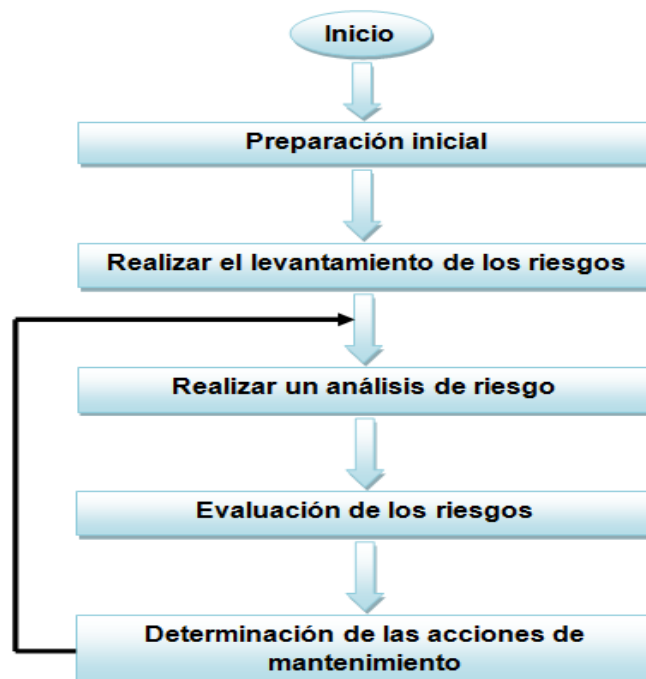 Inicio
Preparación inicial
Realizar el levantamiento de los riesgos
Realizar un análisis de riesgo
Evaluación de los riesgos
Determinación de las acciones de
mantenimiento